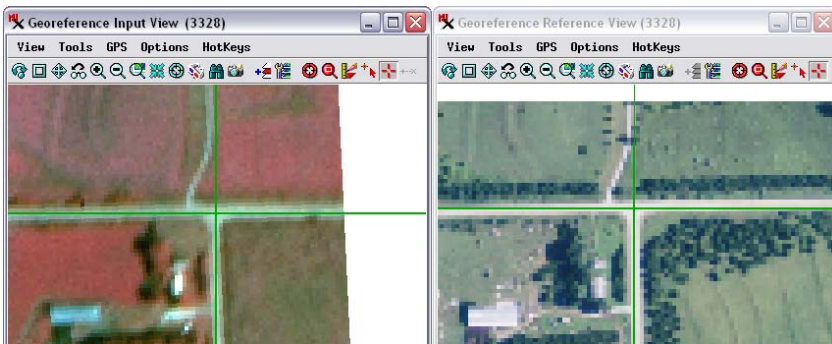 Georeference Input View (3328)
View Tools GPS Options HotKeys
Georeference Reference View (3328)
View Tools GPS Options HotKeys